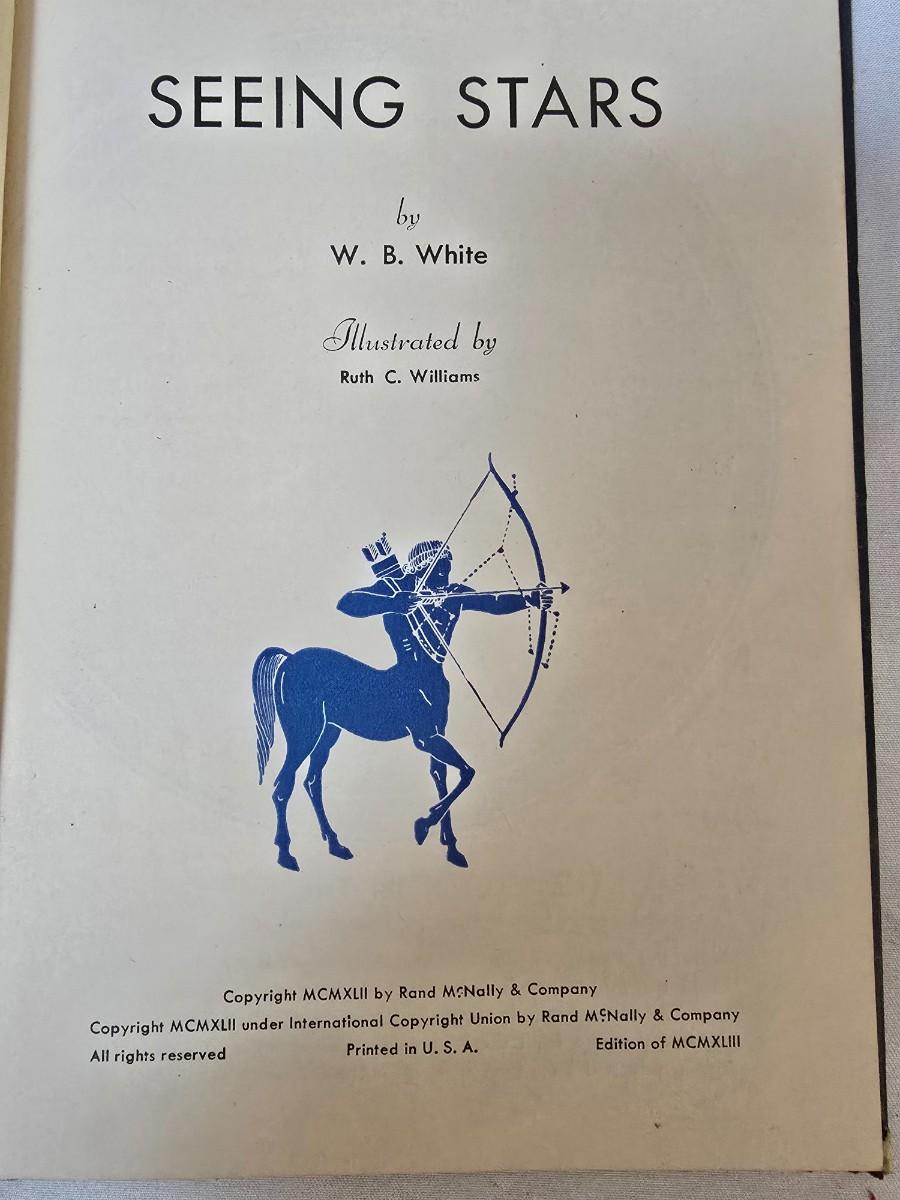 SEEING STARS
by
W. B. White
Illustrated by
Ruth C. Williams
Copyright MCMXLII by Rand McNally & Company
Copyright MCMXLII under International Copyright Union by Rand McNally & Company
All rights reserved Printed in U. S. A. Edition of MCMXLIII